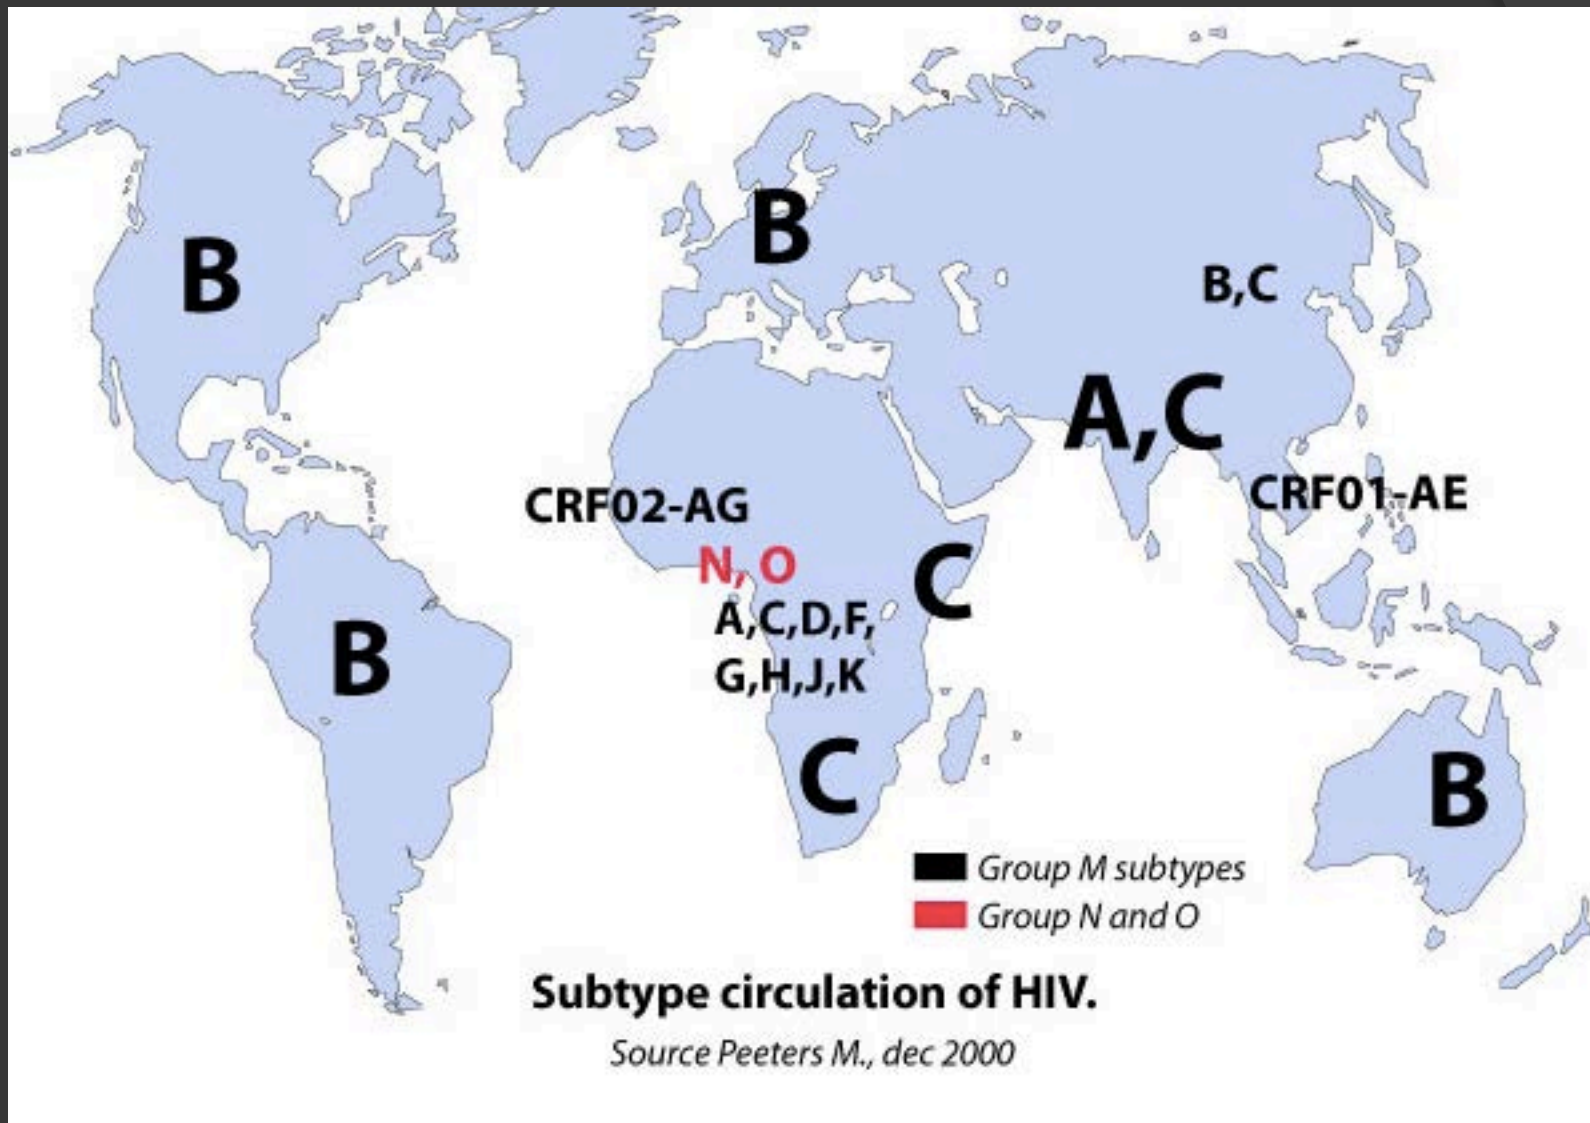 B
B
B,C
A,C
CRF02-AG
CRF01-AE
N, O
C
A,C,D,F,
G,H,J,K
B
C
B
Group M subtypes
Group N and O
Subtype circulation of HIV.
Source Peeters M., dec 2000